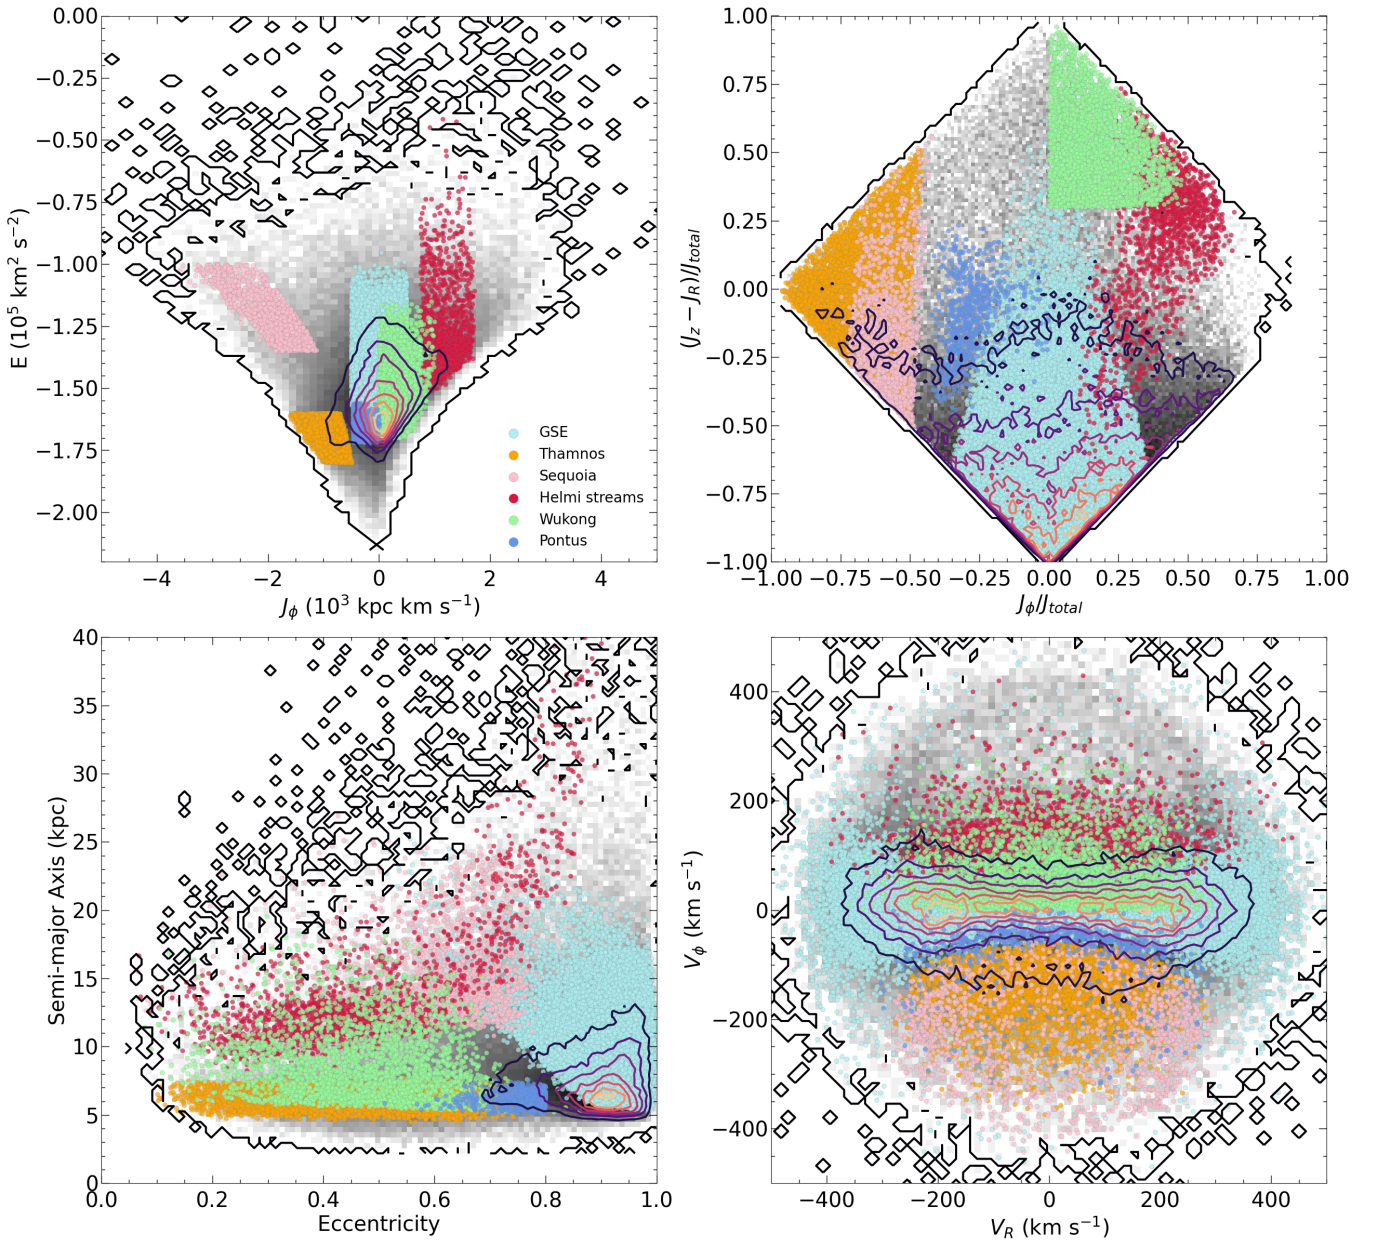 0.00
−0.25
−0.50
−0.75
−1.00
−1.25
−1.50
−1.75
−2.00
E (10⁵ km² s⁻²)
GSE
Thamnos
Sequoia
Helmi streams
Wukong
Pontus
−4 −2 0 2 4
J_ϕ (10³ kpc km s⁻¹)
1.00
0.75
0.50
0.25
0.00
−0.25
−0.50
−0.75
−1.00
(J_z − J_R)/J_total
−1.00 −0.75 −0.50 −0.25 0.00 0.25 0.50 0.75 1.00
J_ϕ/J_total
40
35
30
25
20
15
10
5
0
Semi-major Axis (kpc)
0.0 0.2 0.4 0.6 0.8 1.0
Eccentricity
400
200
0
−200
−400
V_ϕ (km s⁻¹)
−400 −200 0 200 400
V_R (km s⁻¹)